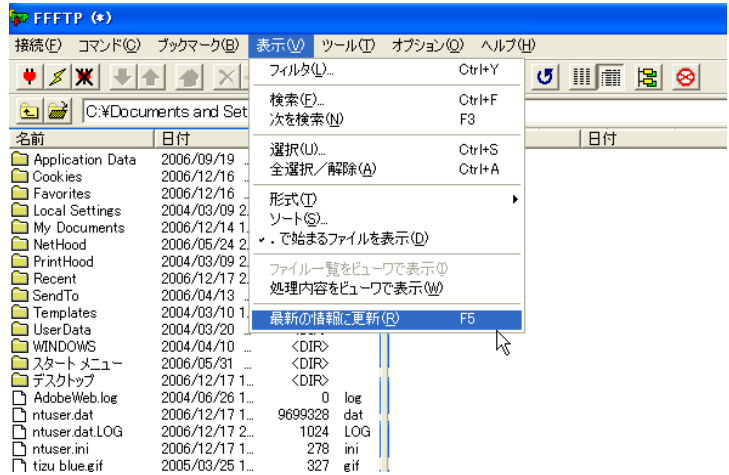 FFFTP (*)
接続(F) コマンド(C) ブックマーク(B) 表示(V) ツール(T) オプション(O) ヘルプ(H)
フィルタ(L)... Ctrl+Y
検索(F)... Ctrl+F
次を検索(N) F3
選択(U)... Ctrl+S
全選択／解除(A) Ctrl+A
形式(T)
ソート(S)...
. で始まるファイルを表示(D)
ファイル一覧をビューワで表示(I)
処理内容をビューワで表示(W)
最新の情報に更新(R) F5
C:¥Documents and Set
名前 日付 日付
Application Data 2006/09/19 ...
Cookies 2006/12/16 ...
Favorites 2006/12/16 ...
Local Settings 2004/03/09 2...
My Documents 2006/12/14 1...
NetHood 2006/05/24 2...
PrintHood 2004/03/09 2...
Recent 2006/12/17 2...
SendTo 2006/04/13 ...
Templates 2004/03/10 1...
UserData 2004/03/20 ...
WINDOWS 2004/04/10 ... <DIR>
スタート メニュー 2006/05/31 ... <DIR>
デスクトップ 2006/12/17 1... <DIR>
AdobeWeb.log 2004/06/26 1... 0 log
ntuser.dat 2006/12/17 1... 9699328 dat
ntuser.dat.LOG 2006/12/17 2... 1024 LOG
ntuser.ini 2006/12/17 1... 278 ini
tizu blue.gif 2005/03/25 1... 327 gif